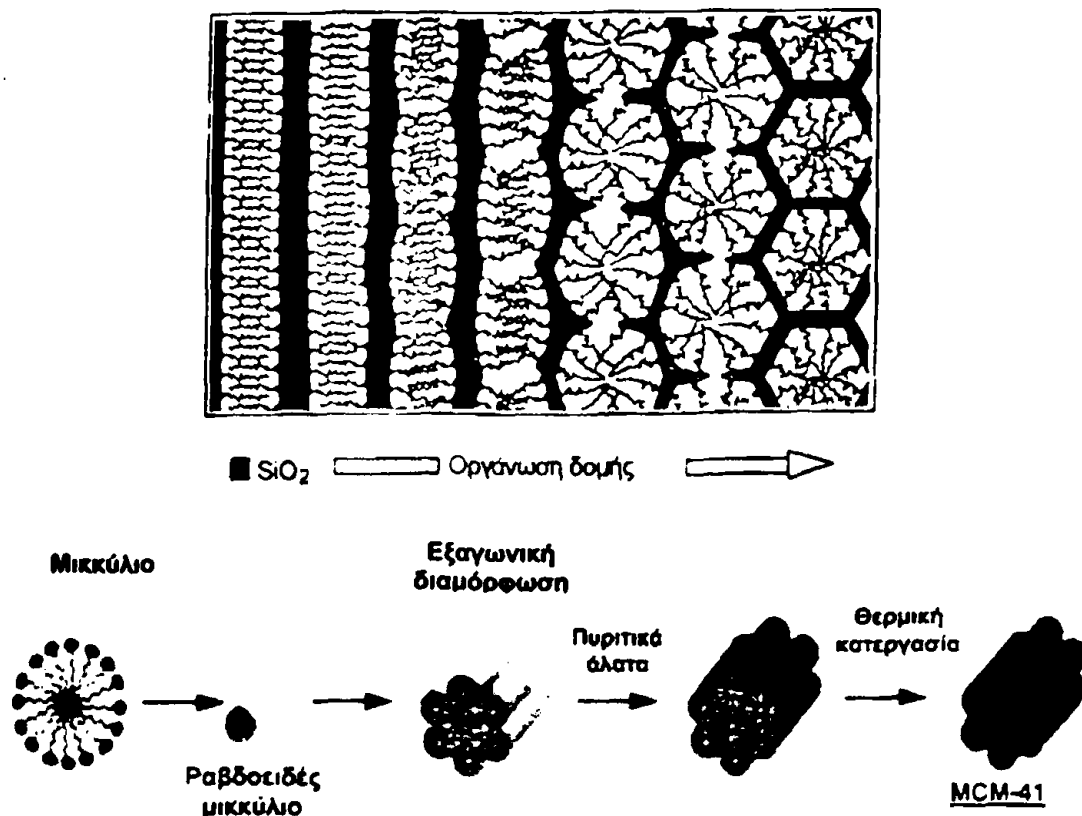 SiO₂ Οργάνωση δομής
Μικκύλιο
Ραβδοειδές
μικκύλιο
Εξαγωνική
διαμόρφωση
Πυριτικά
άλατα
Θερμική
κατεργασία
MCM-41